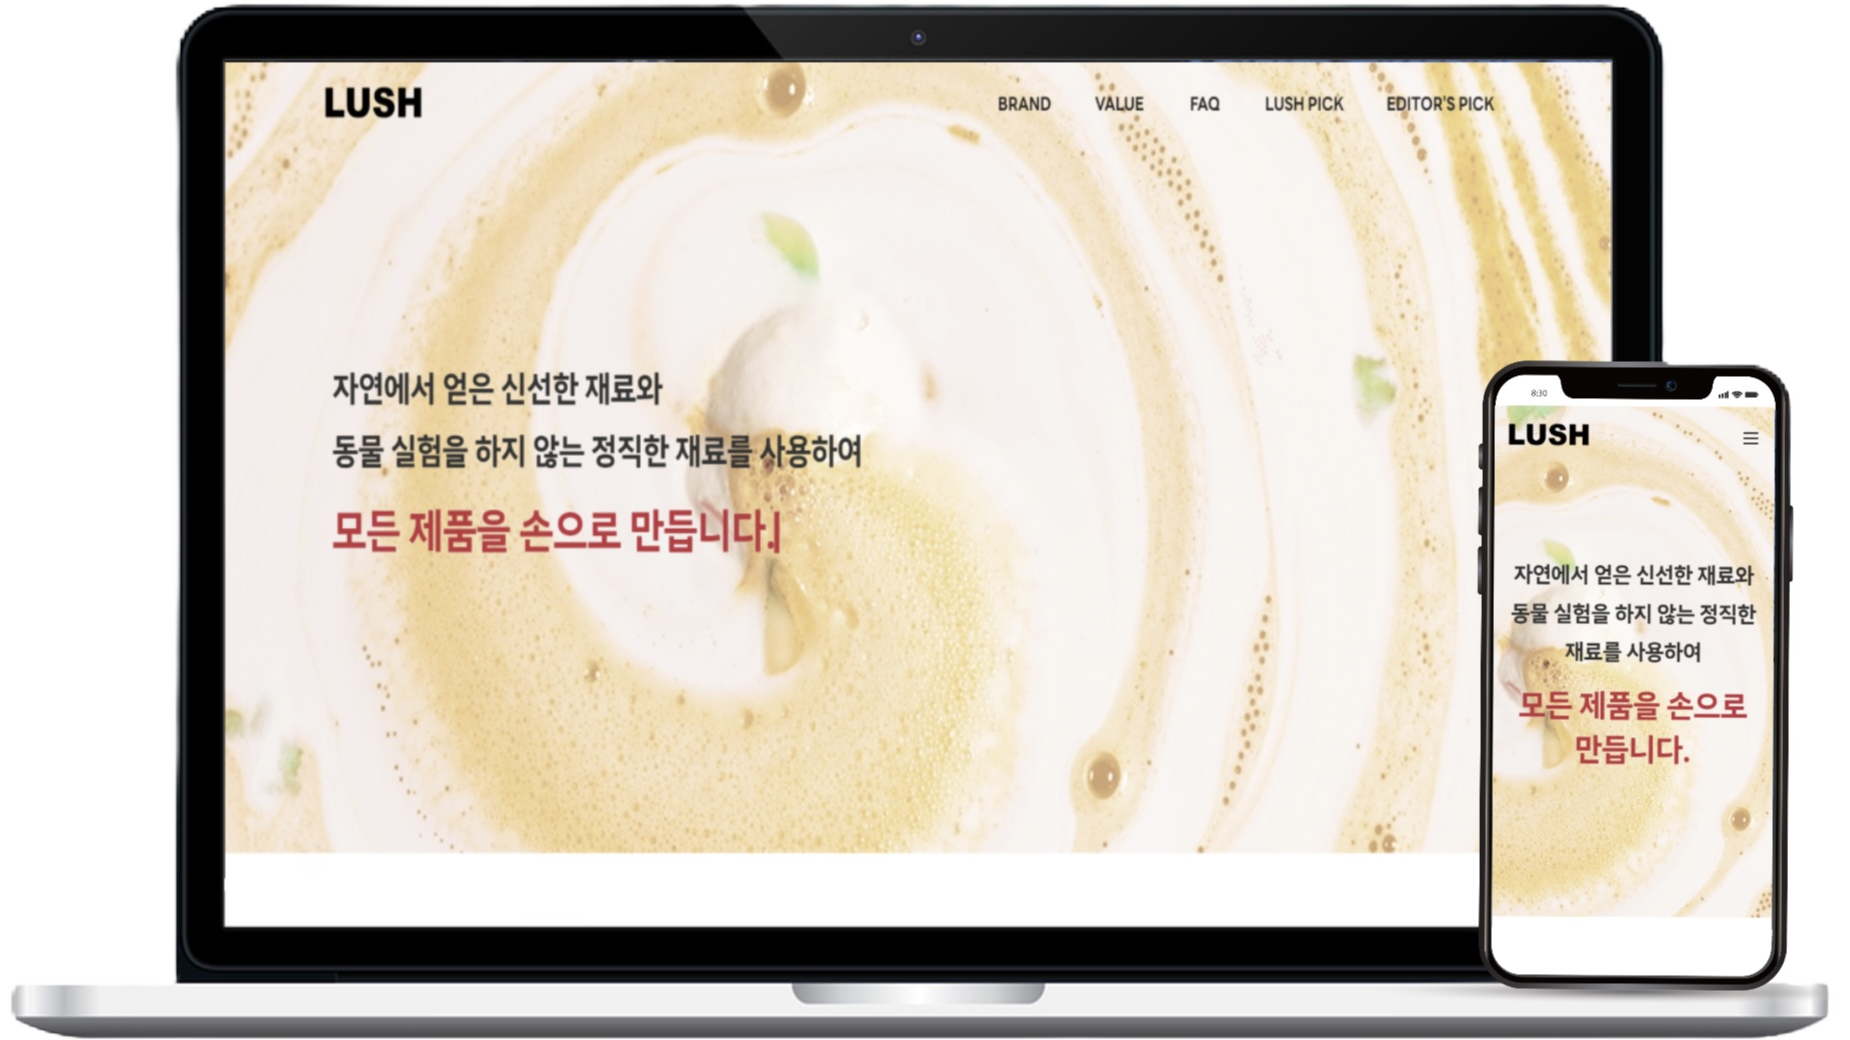 LUSH
BRAND VALUE FAQ LUSH PICK EDITOR'S PICK
자연에서 얻은 신선한 재료와
동물 실험을 하지 않는 정직한 재료를 사용하여
모든 제품을 손으로 만듭니다.|
8:30
LUSH
자연에서 얻은 신선한 재료와
동물 실험을 하지 않는 정직한
재료를 사용하여
모든 제품을 손으로
만듭니다.